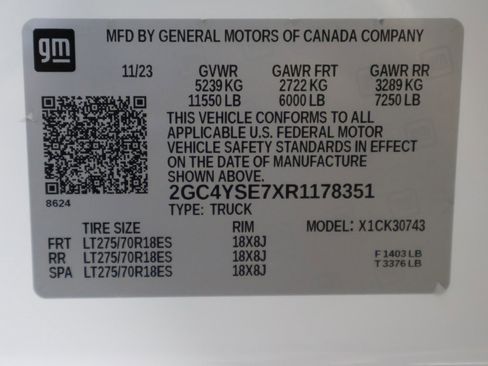 gm
MFD BY GENERAL MOTORS OF CANADA COMPANY
11/23 GVWR GAWR FRT GAWR RR
5239 KG 2722 KG 3289 KG
11550 LB 6000 LB 7250 LB
THIS VEHICLE CONFORMS TO ALL
APPLICABLE U.S. FEDERAL MOTOR
VEHICLE SAFETY STANDARDS IN EFFECT
ON THE DATE OF MANUFACTURE
SHOWN ABOVE.
8624
2GC4YSE7XR1178351
TYPE: TRUCK
TIRE SIZE RIM MODEL: X1CK30743
FRT LT275/70R18ES 18X8J
RR LT275/70R18ES 18X8J F 1403 LB
SPA LT275/70R18ES 18X8J T 3376 LB